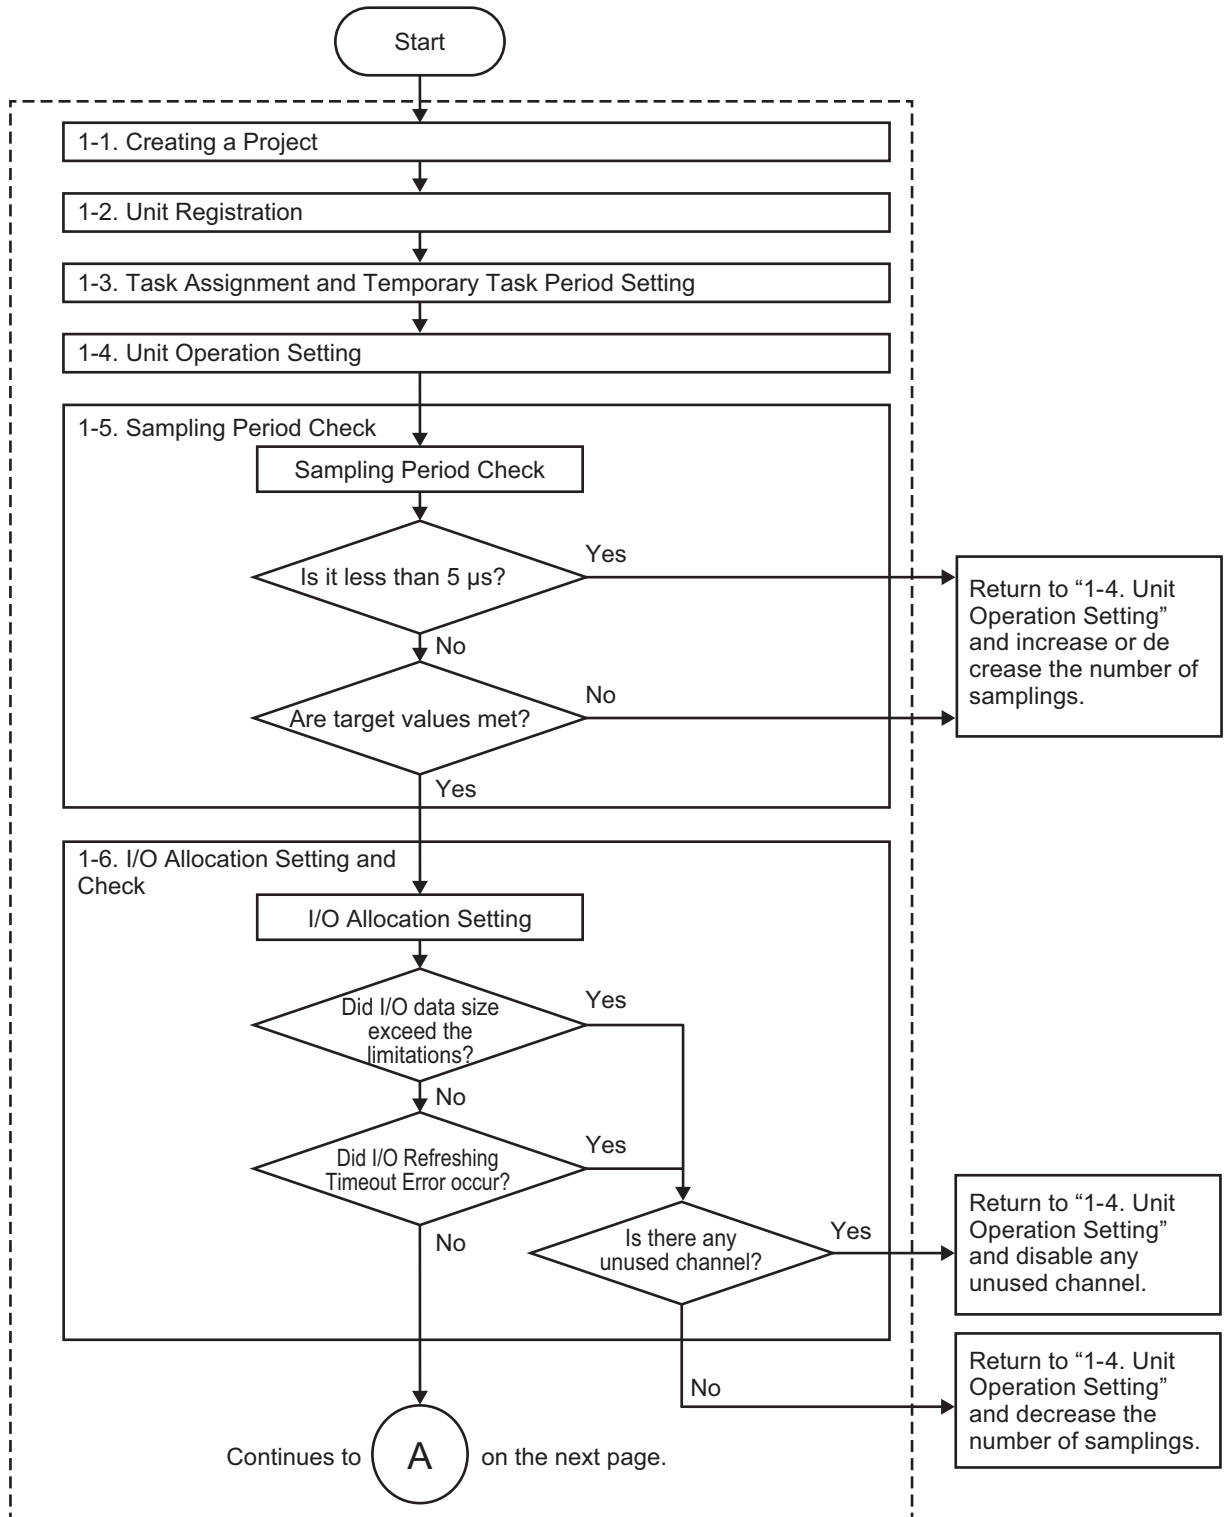 Start
1-1. Creating a Project
1-2. Unit Registration
1-3. Task Assignment and Temporary Task Period Setting
1-4. Unit Operation Setting
1-5. Sampling Period Check
Sampling Period Check
Is it less than 5 µs?
Yes
No
Return to “1-4. Unit
Operation Setting”
and increase or de
crease the number of
samplings.
Are target values met?
No
Yes
1-6. I/O Allocation Setting and
Check
I/O Allocation Setting
Did I/O data size
exceed the
limitations?
Yes
No
Did I/O Refreshing
Timeout Error occur?
Yes
No
Is there any
unused channel?
Yes
Return to “1-4. Unit
Operation Setting”
and disable any
unused channel.
No
Return to “1-4. Unit
Operation Setting”
and decrease the
number of samplings.
Continues to A on the next page.